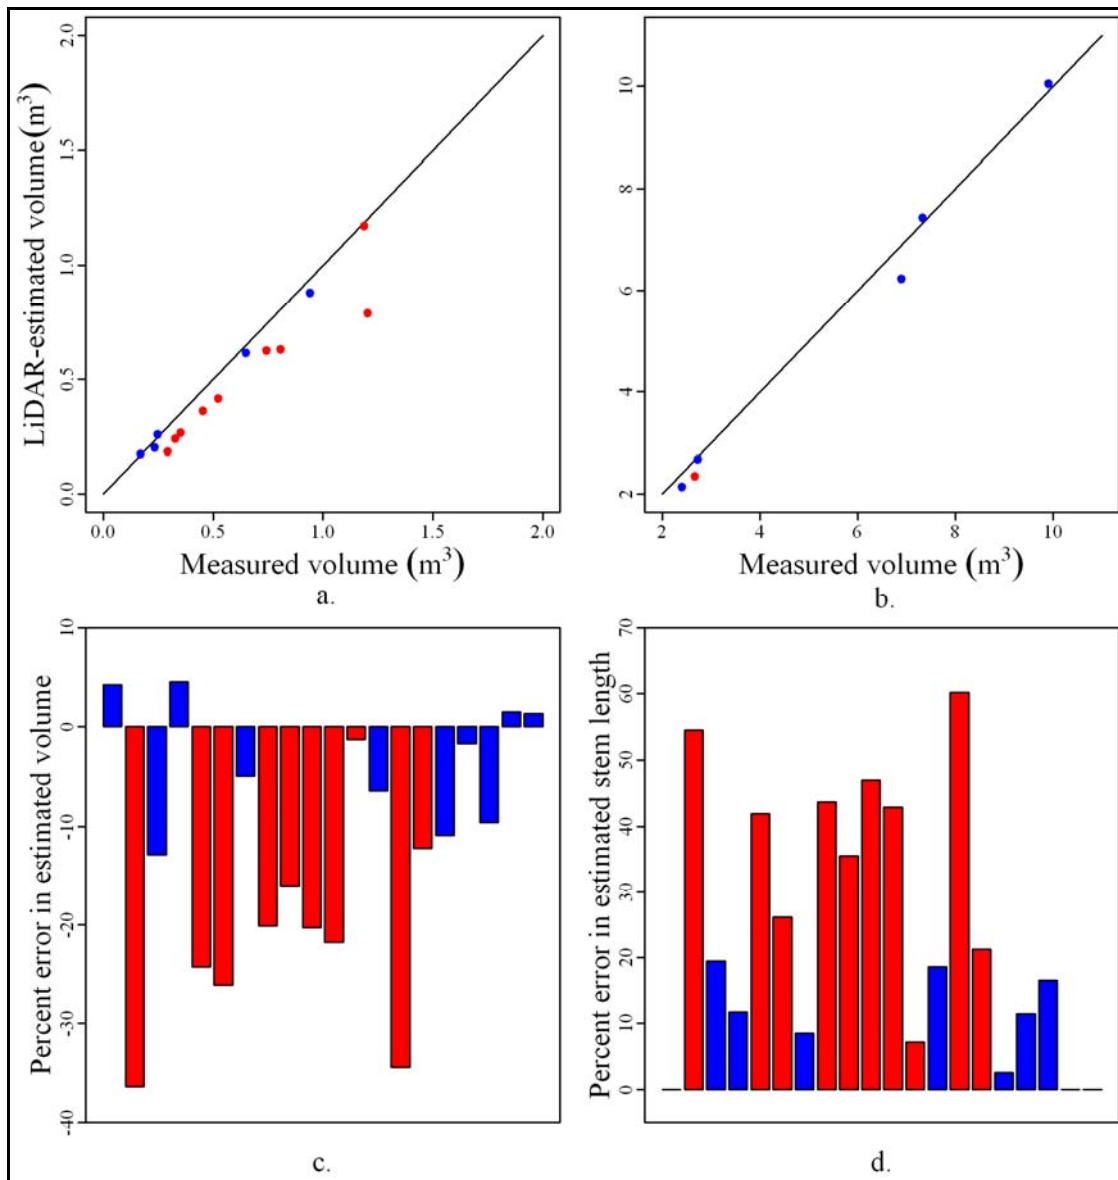 LiDAR-estimated volume(m³)
0.0 0.5 1.0 1.5 2.0
0.0 0.5 1.0 1.5 2.0
Measured volume (m³)
a.
2 4 6 8 10
2 4 6 8 10
Measured volume (m³)
b.
Percent error in estimated volume
-40 -30 -20 -10 0 10
c.
Percent error in estimated stem length
0 10 20 30 40 50 60 70
d.